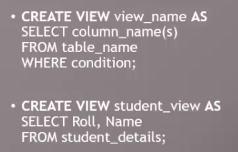 • CREATE VIEW view_name AS
SELECT column_name(s)
FROM table_name
WHERE condition;
• CREATE VIEW student_view AS
SELECT Roll, Name
FROM student_details;